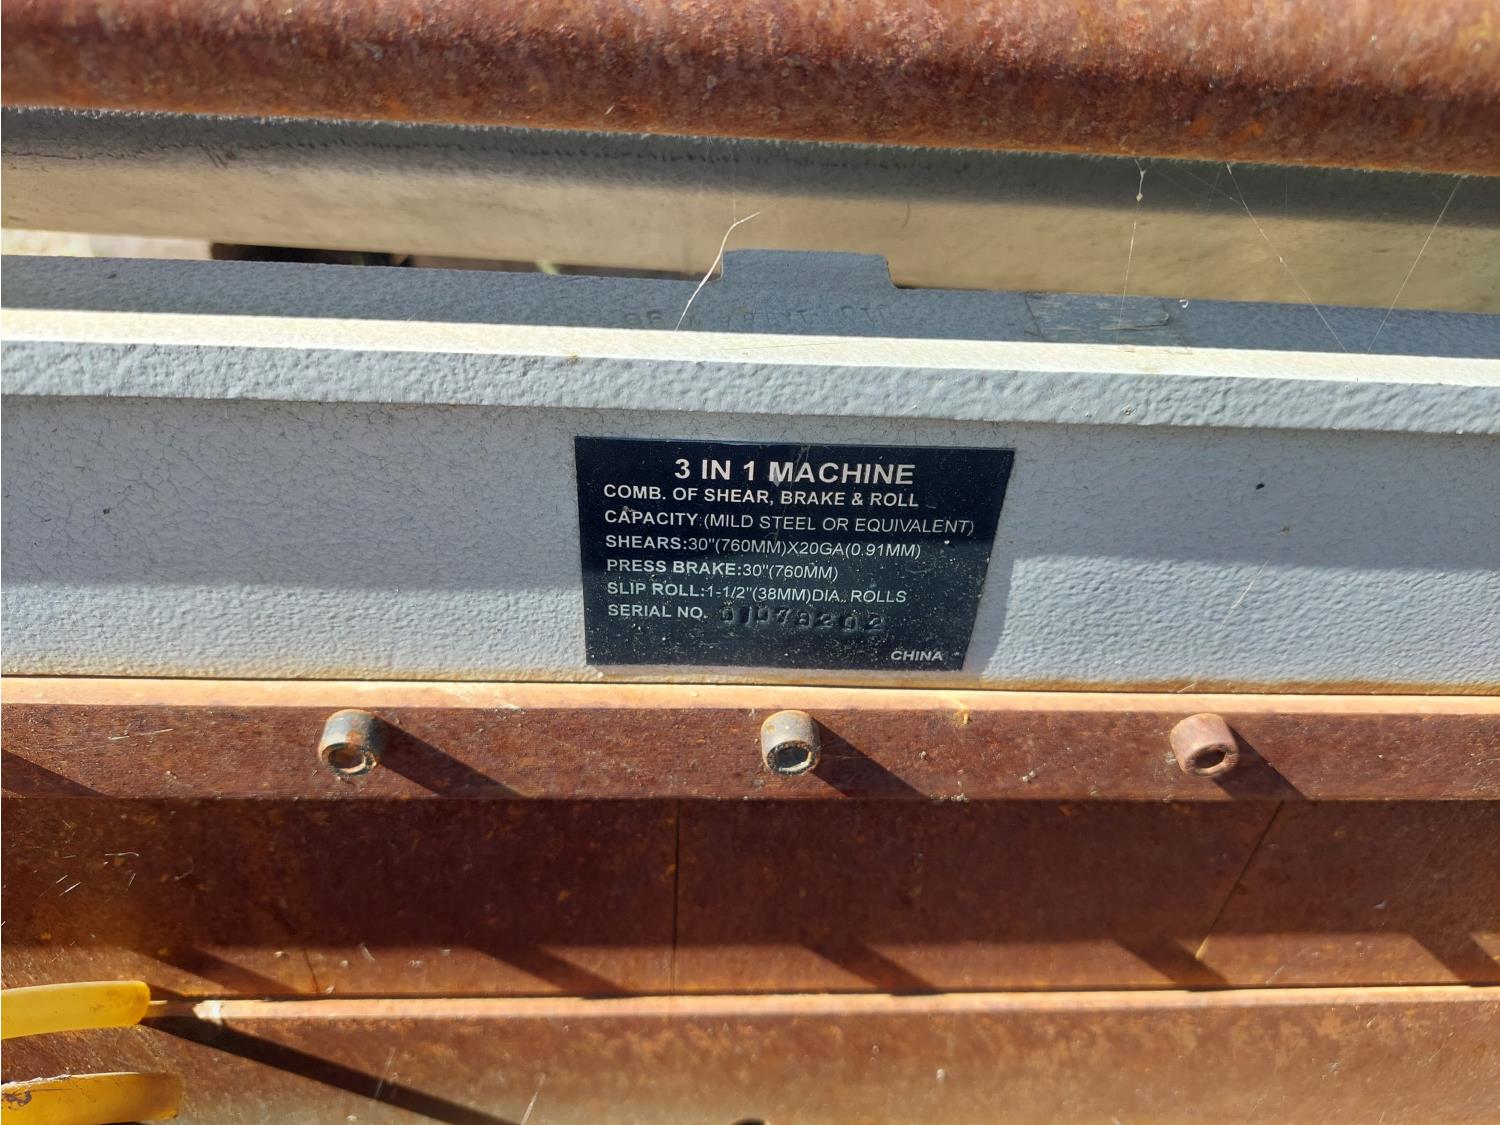 3 IN 1 MACHINE
COMB. OF SHEAR, BRAKE & ROLL
CAPACITY:(MILD STEEL OR EQUIVALENT)
SHEARS:30"(760MM)X20GA(0.91MM)
PRESS BRAKE:30"(760MM)
SLIP ROLL:1-1/2"(38MM)DIA., ROLLS
SERIAL NO.
CHINA